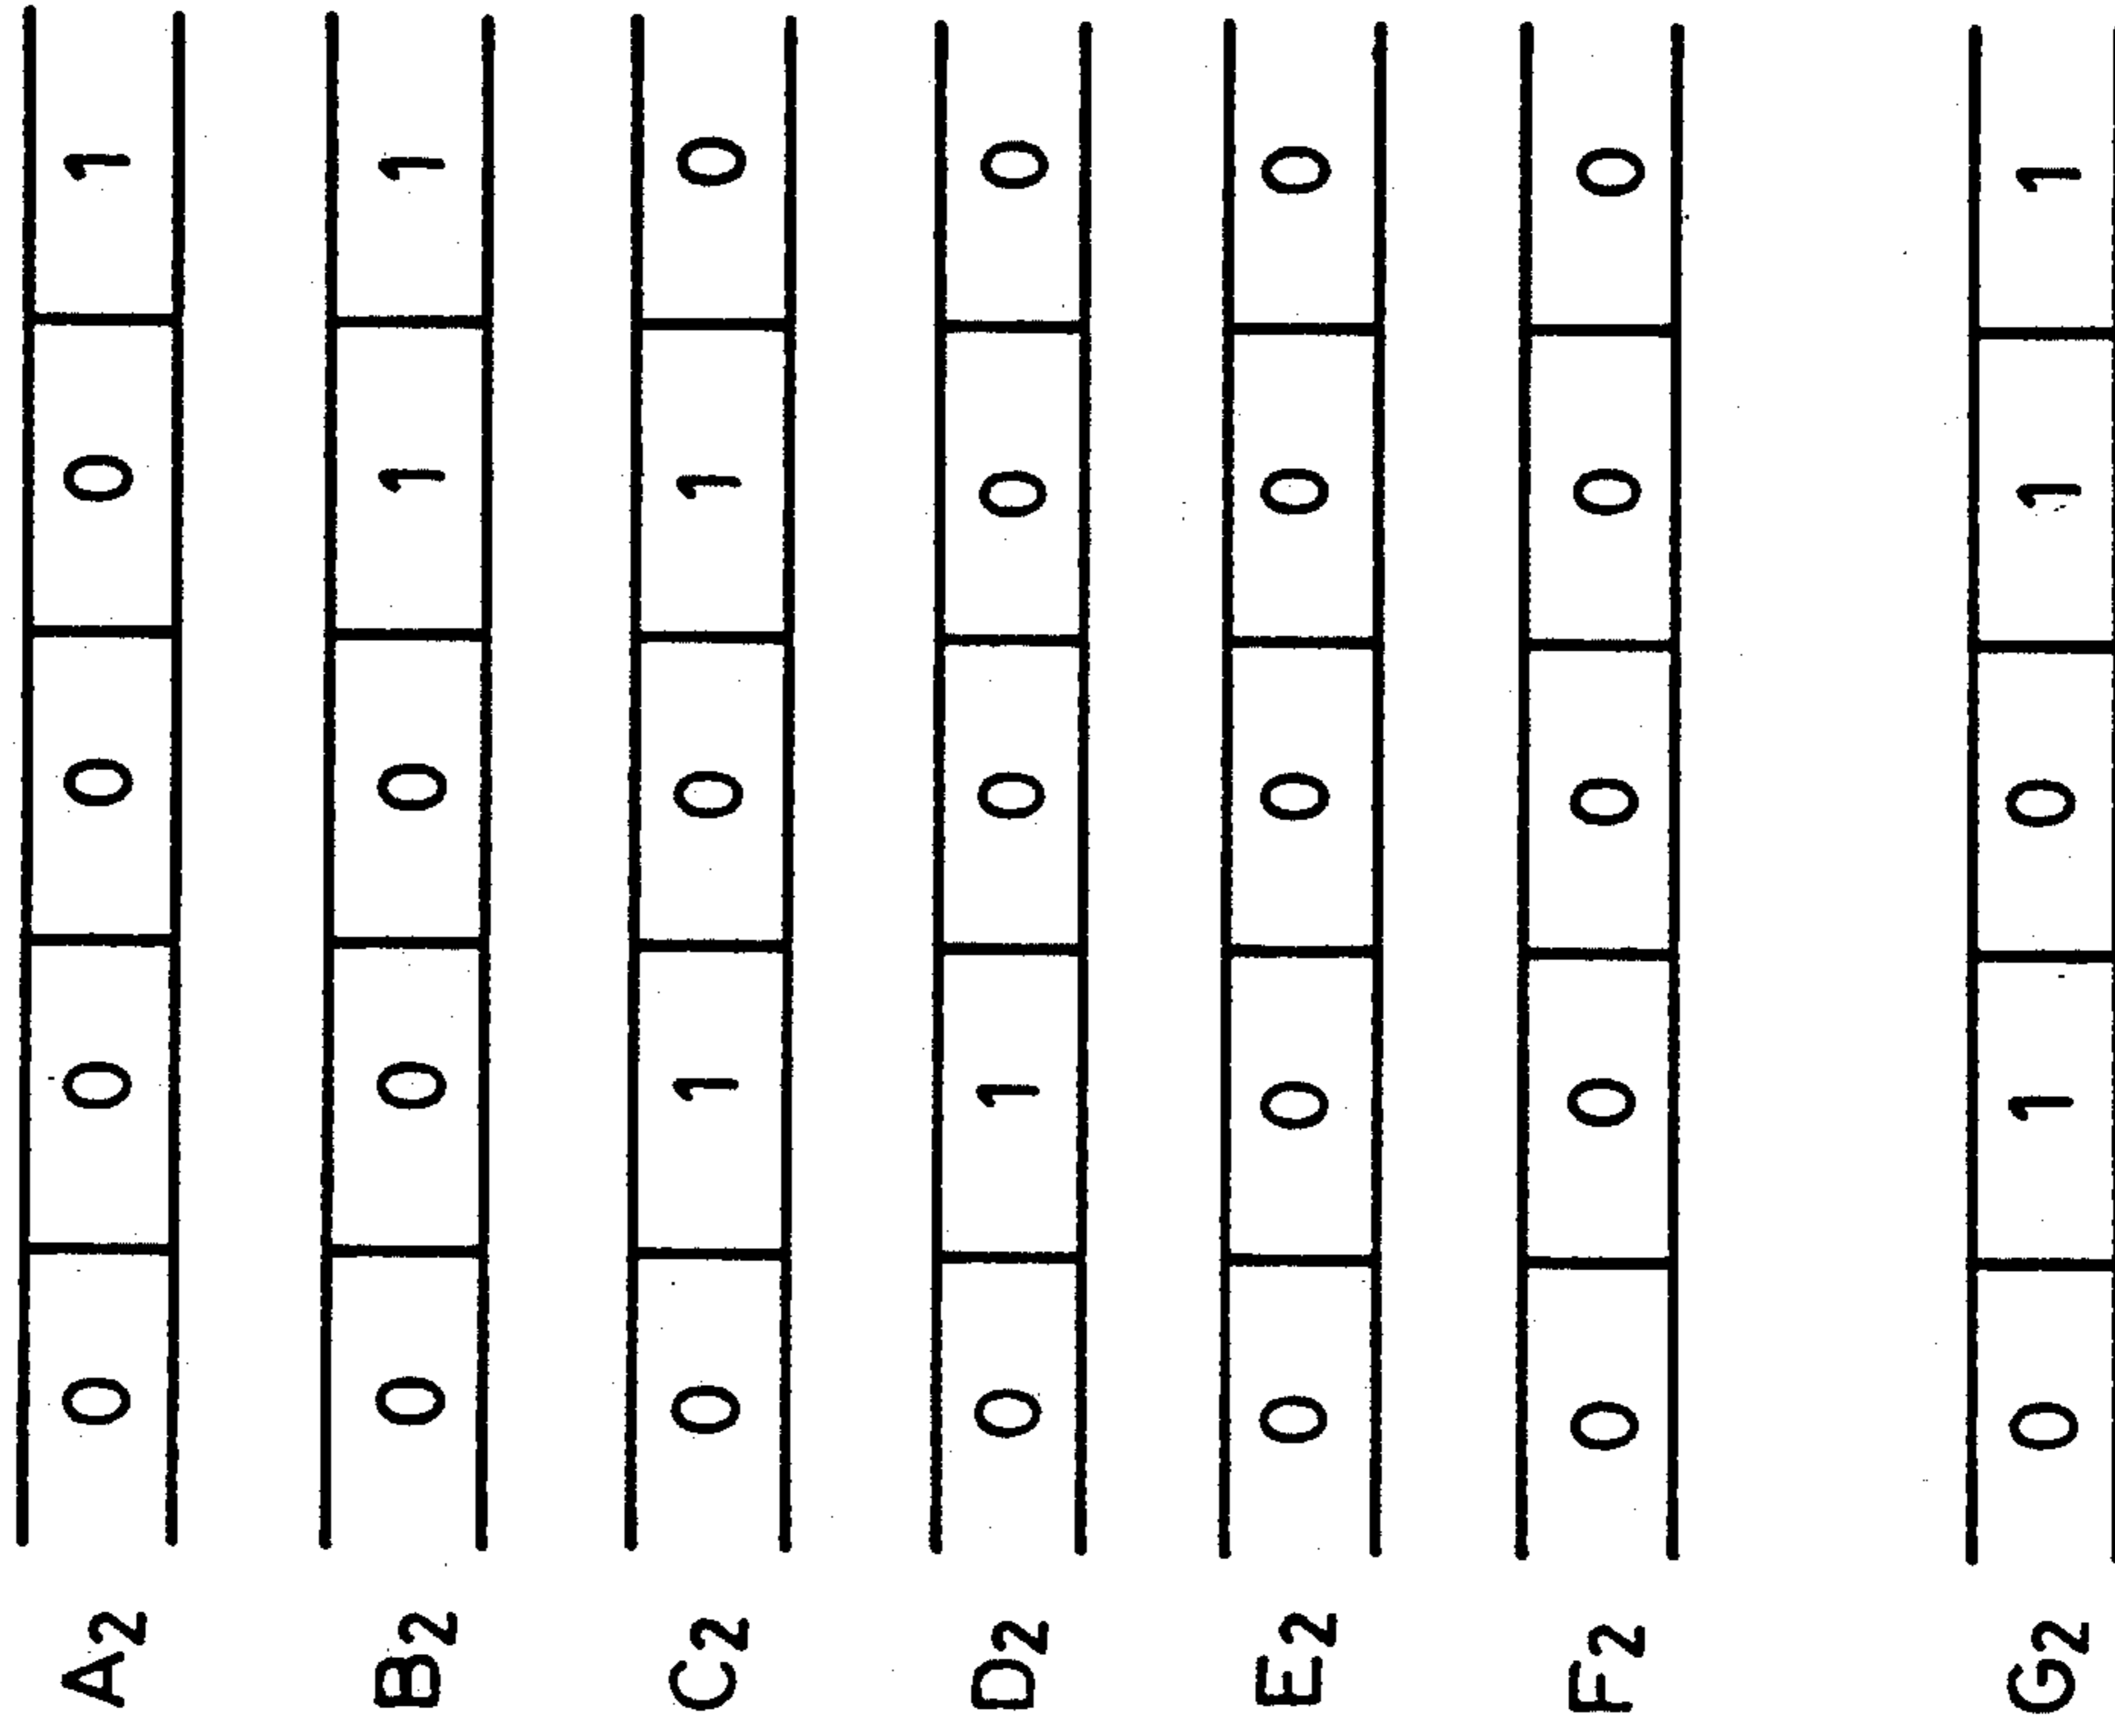 A₂ 0 0 0 0 1
B₂ 0 0 0 1 1
C₂ 0 1 0 1 0
D₂ 0 1 0 0 0
E₂ 0 0 0 0 0
F₂ 0 0 0 0 0
G₂ 0 1 0 1 1